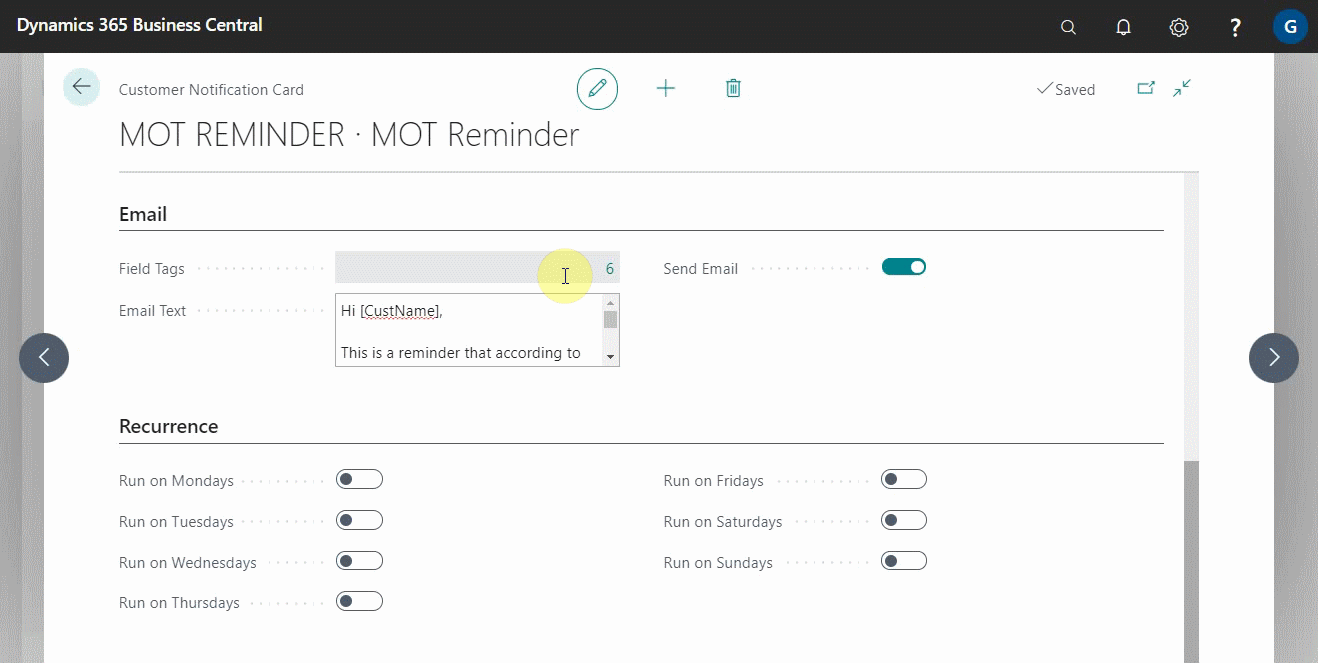 Dynamics 365 Business Central
?
G
Customer Notification Card
Saved
MOT REMINDER · MOT Reminder
Email
Field Tags
6
Send Email
Email Text
Hi [CustName],
This is a reminder that according to
Recurrence
Run on Mondays
Run on Fridays
Run on Tuesdays
Run on Saturdays
Run on Wednesdays
Run on Sundays
Run on Thursdays